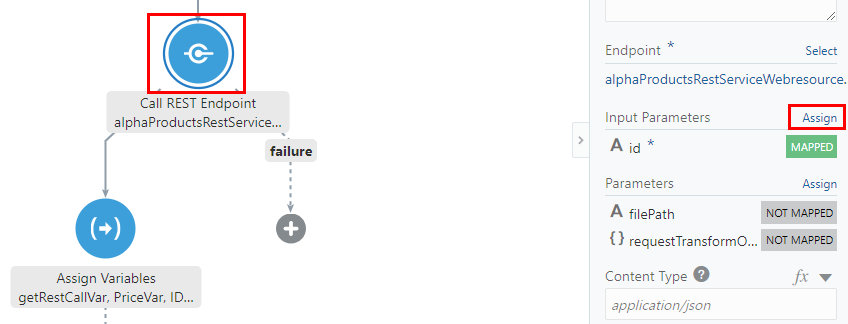 Call REST Endpoint
alphaProductsRestService...
failure
Assign Variables
getRestCallVar, PriceVar, ID...
Endpoint * Select
alphaProductsRestServiceWebresource.
Input Parameters Assign
A id * MAPPED
Parameters Assign
A filePath NOT MAPPED
{} requestTransformO... NOT MAPPED
Content Type ? fx
application/json